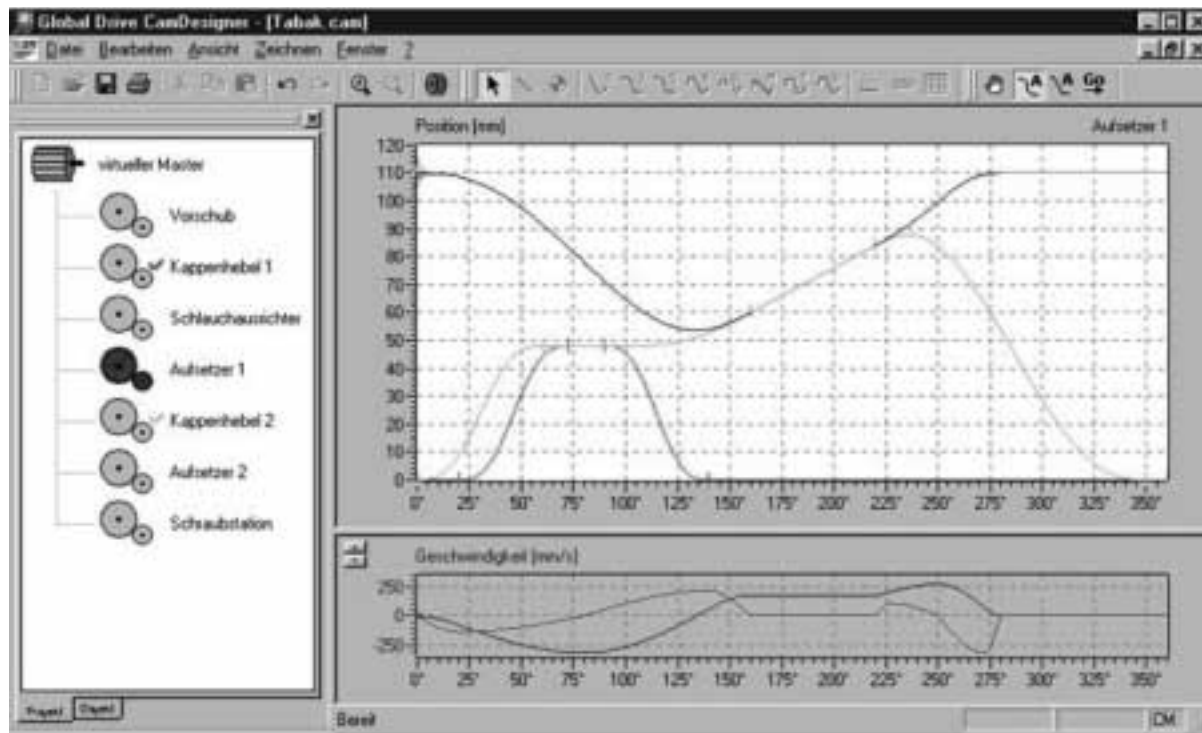 Global Drive CamDesigner - [Tabak.cam]
Datei Bearbeiten Ansicht Zeichnen Fenster ?
Go
virtueller Master
Vorschub
Kappenhebel 1
Schlauchausrichter
Aufsetzer 1
Kappenhebel 2
Aufsetzer 2
Schraubstation
Projekt Objekt
Position [mm] Aufsetzer 1
120
110
100
90
80
70
60
50
40
30
20
10
0
0° 25° 50° 75° 100° 125° 150° 175° 200° 225° 250° 275° 300° 325° 350°
Geschwindigkeit [mm/s]
250
0
-250
0° 25° 50° 75° 100° 125° 150° 175° 200° 225° 250° 275° 300° 325° 350°
Bereit